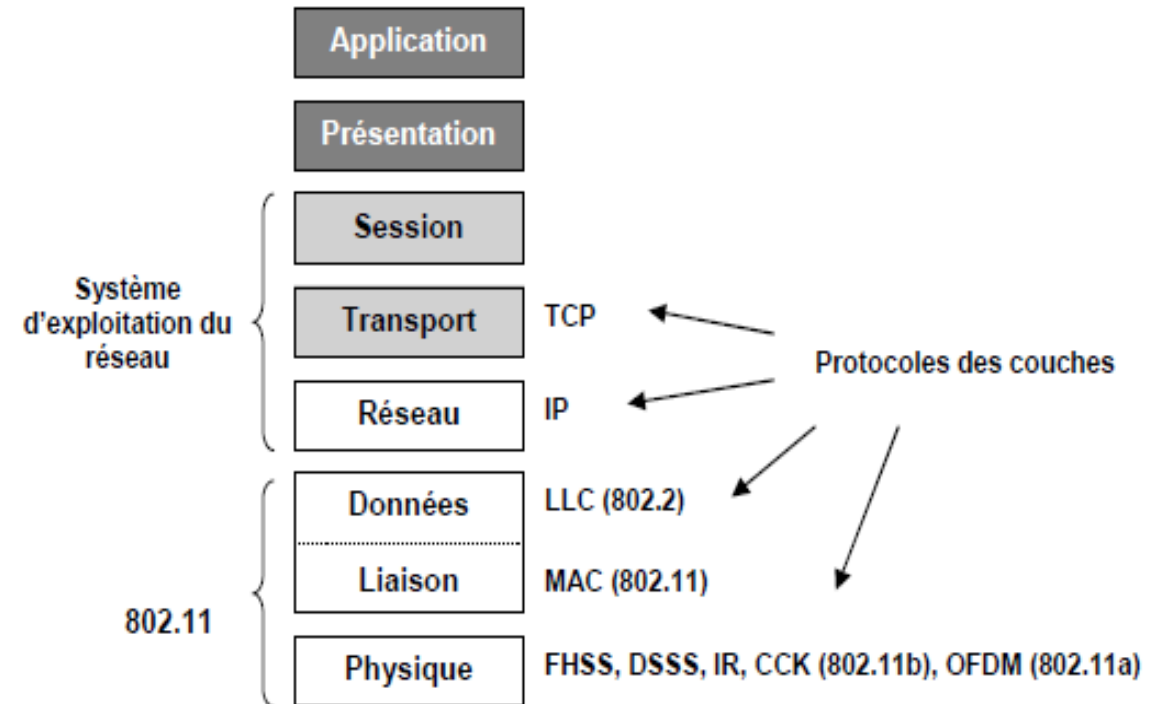 Application
Présentation
Session
Système
d'exploitation du
réseau
Transport
TCP
Protocoles des couches
Réseau
IP
Données
LLC (802.2)
Liaison
MAC (802.11)
802.11
Physique
FHSS, DSSS, IR, CCK (802.11b), OFDM (802.11a)